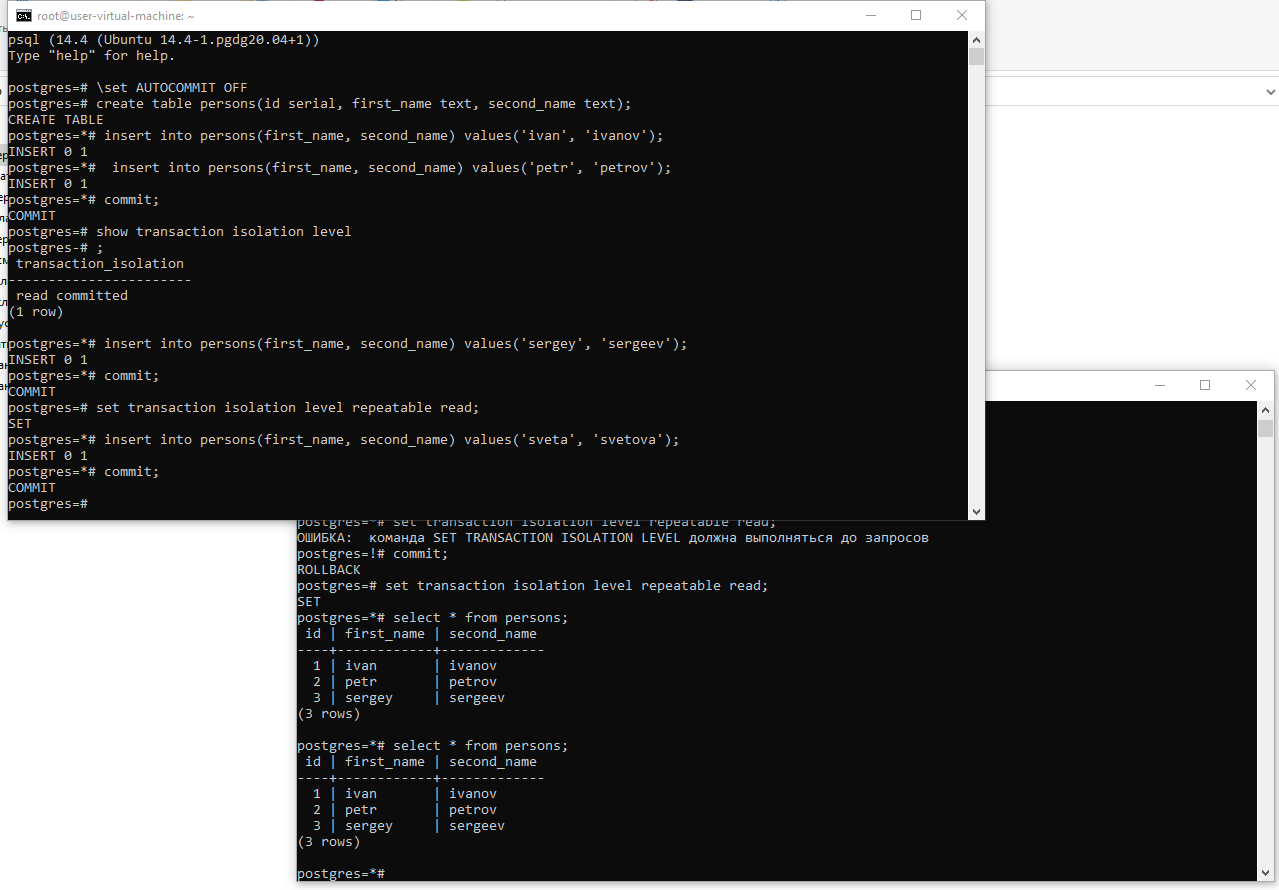 root@user-virtual-machine: ~
psql (14.4 (Ubuntu 14.4-1.pgdg20.04+1))
Type "help" for help.
postgres=# \set AUTOCOMMIT OFF
postgres=# create table persons(id serial, first_name text, second_name text);
CREATE TABLE
postgres=*# insert into persons(first_name, second_name) values('ivan', 'ivanov');
INSERT 0 1
postgres=*#  insert into persons(first_name, second_name) values('petr', 'petrov');
INSERT 0 1
postgres=*# commit;
COMMIT
postgres=# show transaction isolation level
postgres-# ;
 transaction_isolation
-----------------------
 read committed
(1 row)
postgres=*# insert into persons(first_name, second_name) values('sergey', 'sergeev');
INSERT 0 1
postgres=*# commit;
COMMIT
postgres=# set transaction isolation level repeatable read;
SET
postgres=*# insert into persons(first_name, second_name) values('sveta', 'svetova');
INSERT 0 1
postgres=*# commit;
COMMIT
postgres=#
postgres=*# set transaction isolation level repeatable read;
ОШИБКА:  команда SET TRANSACTION ISOLATION LEVEL должна выполняться до запросов
postgres=!# commit;
ROLLBACK
postgres=# set transaction isolation level repeatable read;
SET
postgres=*# select * from persons;
 id | first_name | second_name
----+------------+-------------
  1 | ivan       | ivanov
  2 | petr       | petrov
  3 | sergey     | sergeev
(3 rows)
postgres=*# select * from persons;
 id | first_name | second_name
----+------------+-------------
  1 | ivan       | ivanov
  2 | petr       | petrov
  3 | sergey     | sergeev
(3 rows)
postgres=*#